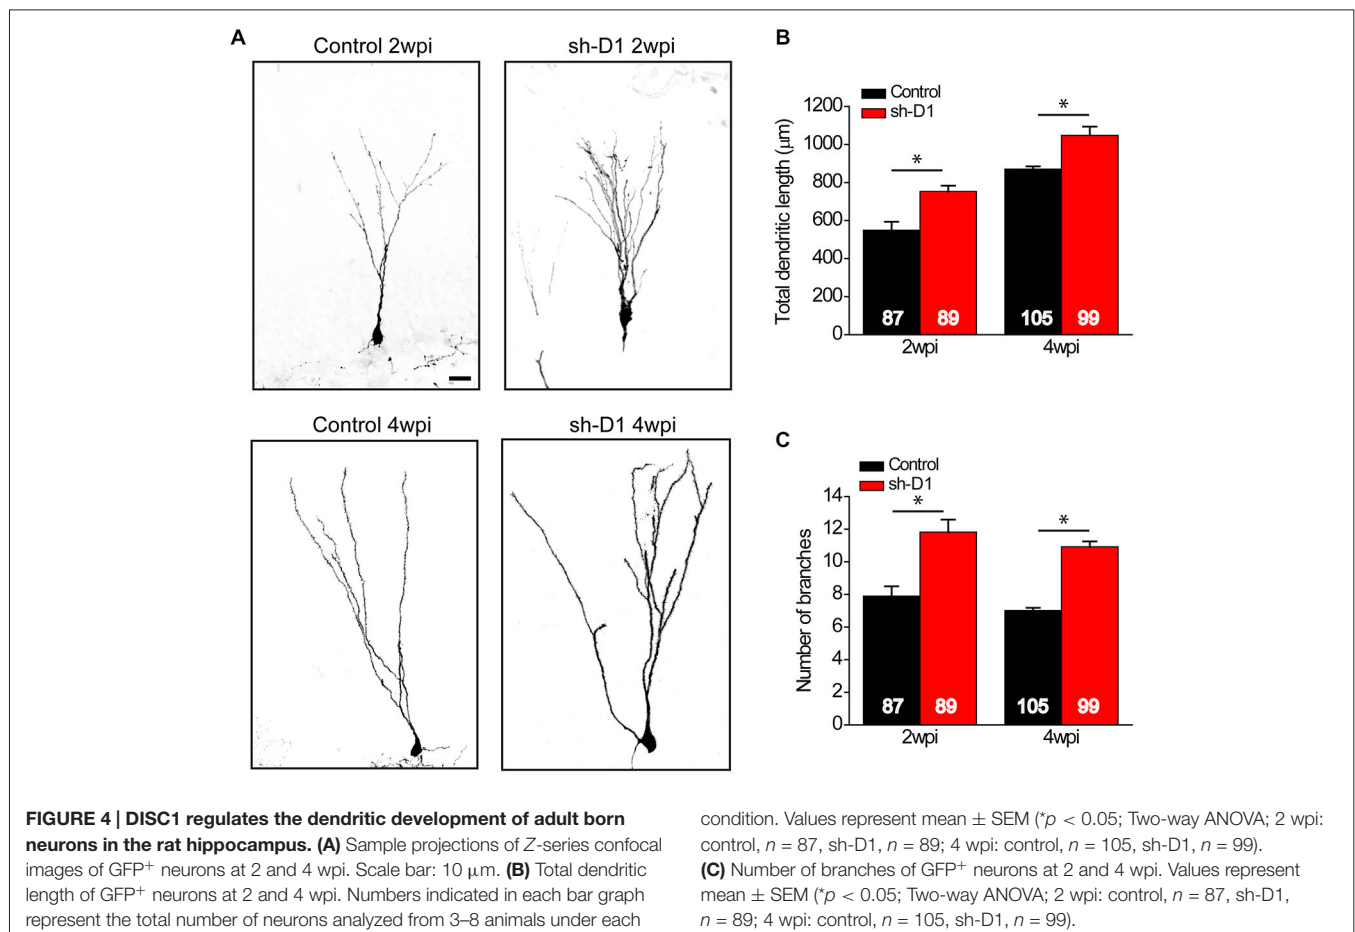 A
Control 2wpi
sh-D1 2wpi
Control 4wpi
sh-D1 4wpi
B
Control
sh-D1
Total dendritic length (μm)
1200
1000
800
600
400
200
0
*
*
87
89
105
99
2wpi
4wpi
C
Control
sh-D1
Number of branches
14
12
10
8
6
4
2
0
*
*
87
89
105
99
2wpi
4wpi
FIGURE 4 | DISC1 regulates the dendritic development of adult born
neurons in the rat hippocampus. (A) Sample projections of Z-series confocal
images of GFP⁺ neurons at 2 and 4 wpi. Scale bar: 10 μm. (B) Total dendritic
length of GFP⁺ neurons at 2 and 4 wpi. Numbers indicated in each bar graph
represent the total number of neurons analyzed from 3–8 animals under each
condition. Values represent mean ± SEM (*p < 0.05; Two-way ANOVA; 2 wpi:
control, n = 87, sh-D1, n = 89; 4 wpi: control, n = 105, sh-D1, n = 99).
(C) Number of branches of GFP⁺ neurons at 2 and 4 wpi. Values represent
mean ± SEM (*p < 0.05; Two-way ANOVA; 2 wpi: control, n = 87, sh-D1,
n = 89; 4 wpi: control, n = 105, sh-D1, n = 99).